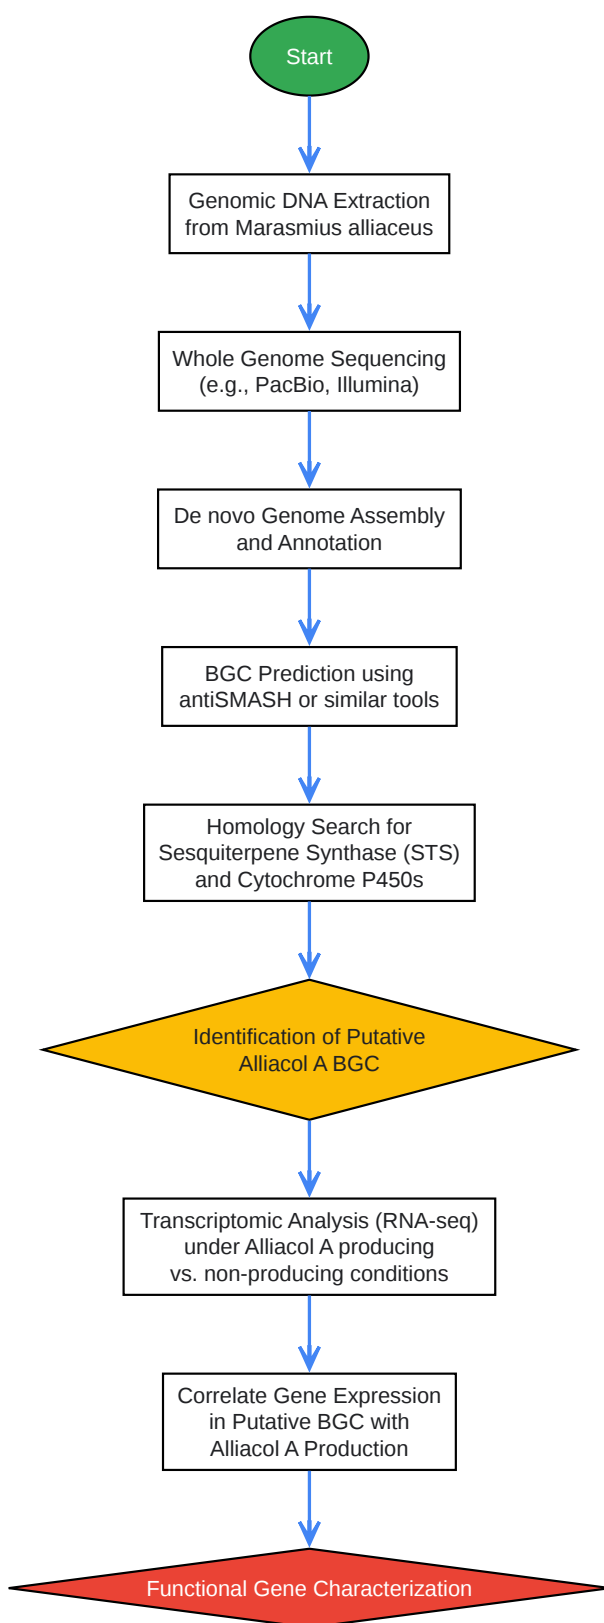 Start
Genomic DNA Extraction
from Marasmius alliaceus
Whole Genome Sequencing
(e.g., PacBio, Illumina)
De novo Genome Assembly
and Annotation
BGC Prediction using
antiSMASH or similar tools
Homology Search for
Sesquiterpene Synthase (STS)
and Cytochrome P450s
Identification of Putative
Alliacol A BGC
Transcriptomic Analysis (RNA-seq)
under Alliacol A producing
vs. non-producing conditions
Correlate Gene Expression
in Putative BGC with
Alliacol A Production
Functional Gene Characterization